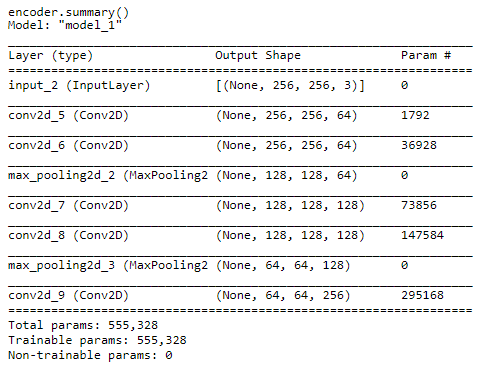 encoder.summary()
Model: "model_1"
Layer (type) Output Shape Param #
input_2 (InputLayer) [(None, 256, 256, 3)] 0
conv2d_5 (Conv2D) (None, 256, 256, 64) 1792
conv2d_6 (Conv2D) (None, 256, 256, 64) 36928
max_pooling2d_2 (MaxPooling2 (None, 128, 128, 64) 0
conv2d_7 (Conv2D) (None, 128, 128, 128) 73856
conv2d_8 (Conv2D) (None, 128, 128, 128) 147584
max_pooling2d_3 (MaxPooling2 (None, 64, 64, 128) 0
conv2d_9 (Conv2D) (None, 64, 64, 256) 295168
Total params: 555,328
Trainable params: 555,328
Non-trainable params: 0